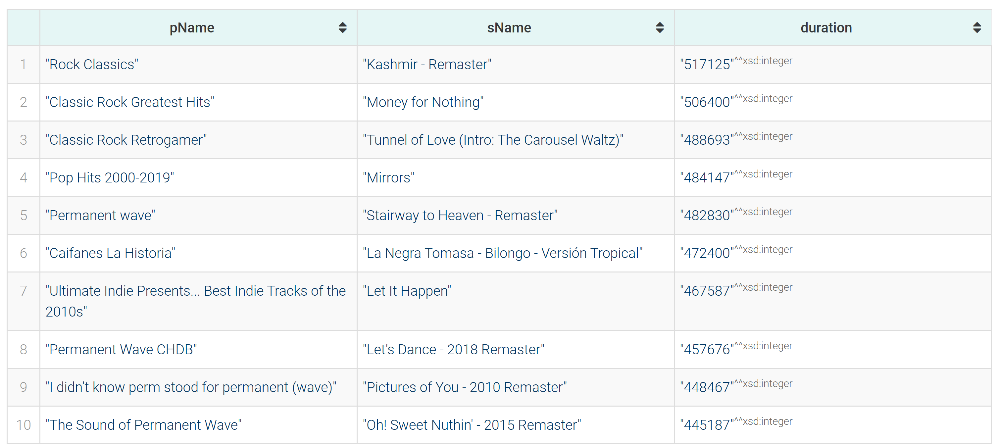 pName sName duration
1 "Rock Classics" "Kashmir - Remaster" "517125"^^xsd:integer
2 "Classic Rock Greatest Hits" "Money for Nothing" "506400"^^xsd:integer
3 "Classic Rock Retrogamer" "Tunnel of Love (Intro: The Carousel Waltz)" "488693"^^xsd:integer
4 "Pop Hits 2000-2019" "Mirrors" "484147"^^xsd:integer
5 "Permanent wave" "Stairway to Heaven - Remaster" "482830"^^xsd:integer
6 "Caifanes La Historia" "La Negra Tomasa - Bilongo - Versión Tropical" "472400"^^xsd:integer
7 "Ultimate Indie Presents... Best Indie Tracks of the "Let It Happen" "467587"^^xsd:integer
2010s"
8 "Permanent Wave CHDB" "Let's Dance - 2018 Remaster" "457676"^^xsd:integer
9 "I didn’t know perm stood for permanent (wave)" "Pictures of You - 2010 Remaster" "448467"^^xsd:integer
10 "The Sound of Permanent Wave" "Oh! Sweet Nuthin' - 2015 Remaster" "445187"^^xsd:integer